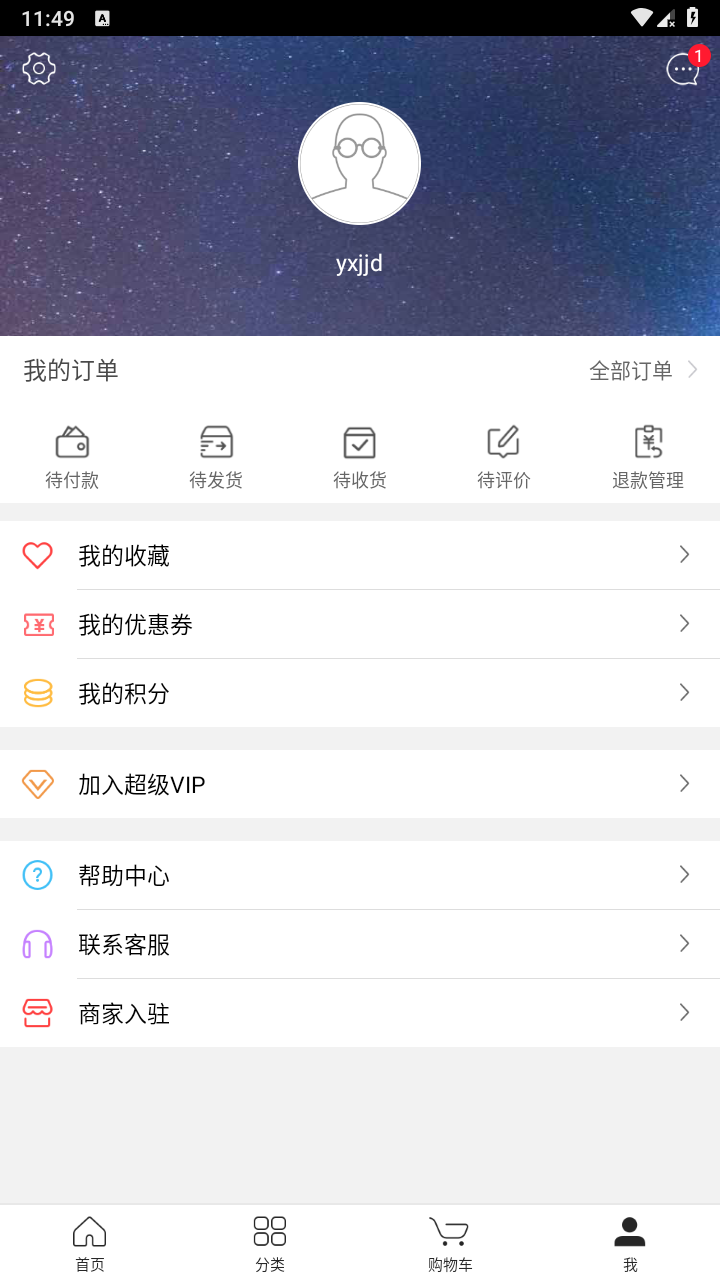 11:49
A
1
yxjjd
我的订单
全部订单
待付款
待发货
待收货
待评价
退款管理
我的收藏
我的优惠券
我的积分
加入超级VIP
帮助中心
联系客服
商家入驻
首页
分类
购物车
我